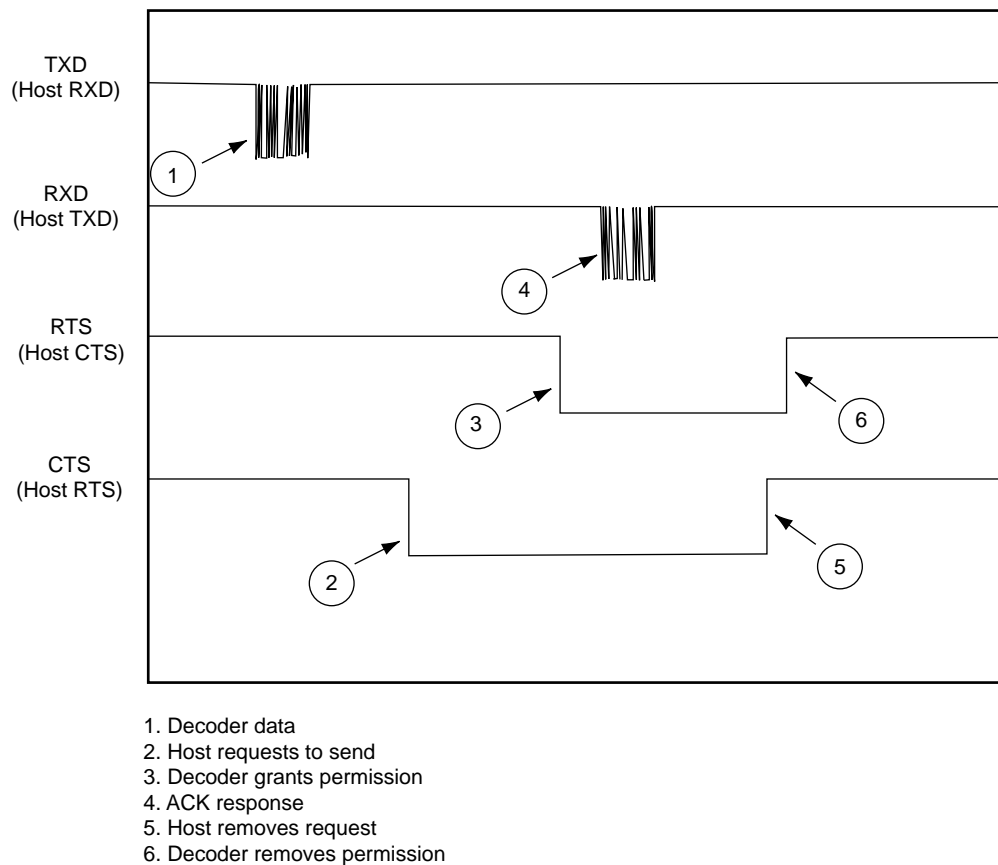 TXD
(Host RXD)
1
RXD
(Host TXD)
4
RTS
(Host CTS)
3
6
CTS
(Host RTS)
2
5
1. Decoder data
2. Host requests to send
3. Decoder grants permission
4. ACK response
5. Host removes request
6. Decoder removes permission